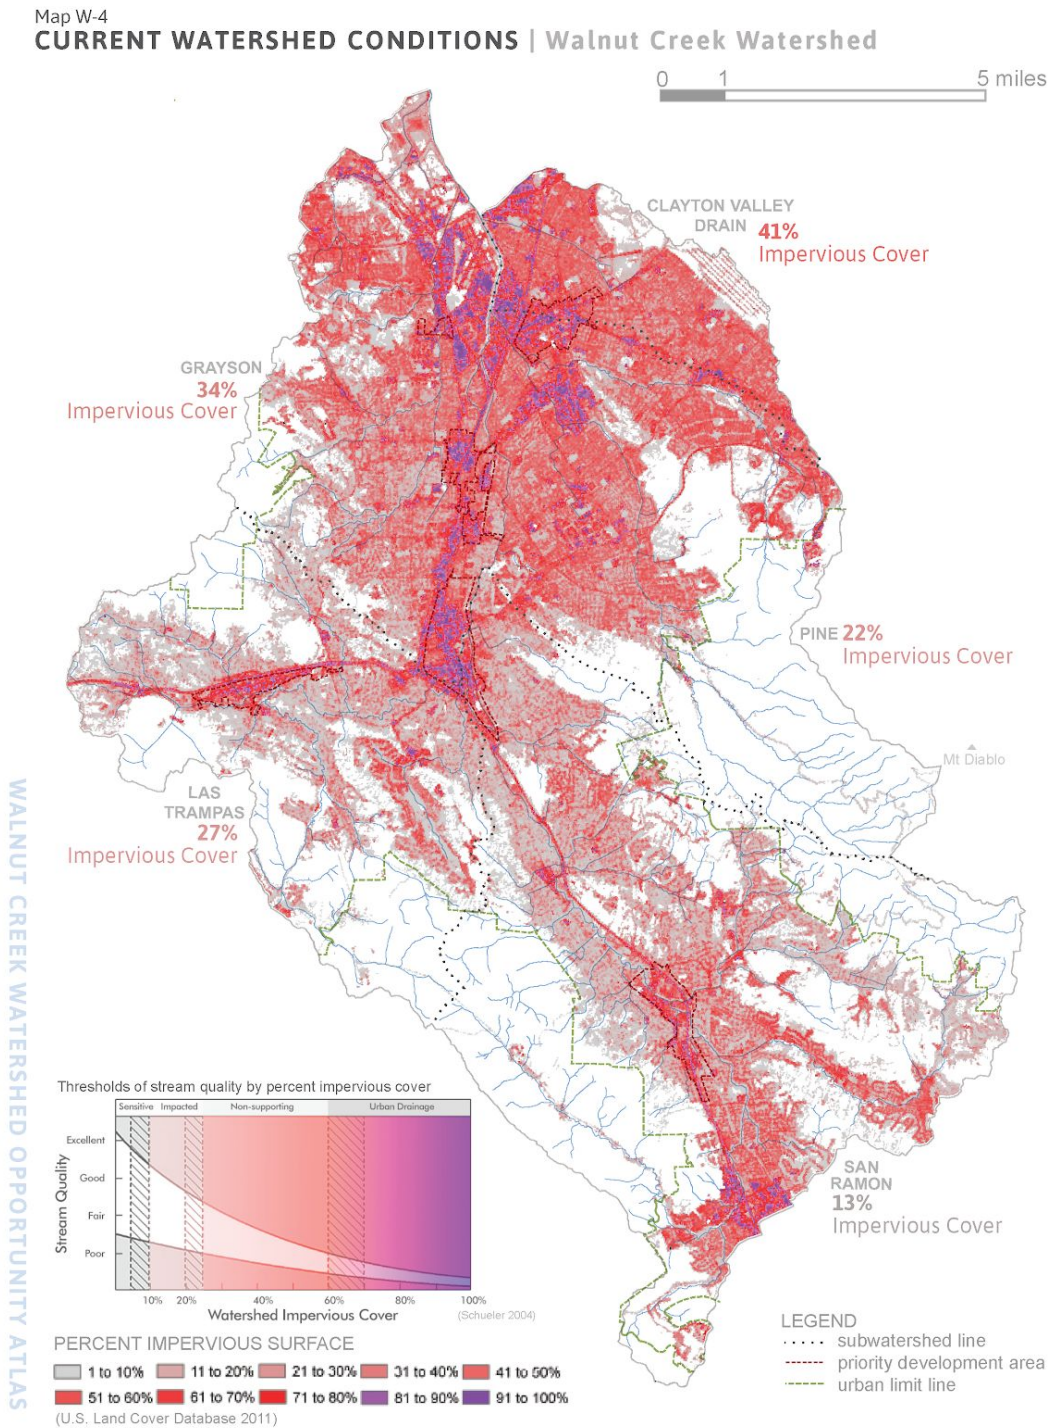 Map W-4
CURRENT WATERSHED CONDITIONS | Walnut Creek Watershed
0 1 5 miles
CLAYTON VALLEY
DRAIN 41%
Impervious Cover
GRAYSON
34%
Impervious Cover
PINE 22%
Impervious Cover
Mt Diablo
LAS
TRAMPAS
27%
Impervious Cover
SAN
RAMON
13%
Impervious Cover
WALNUT CREEK WATERSHED OPPORTUNITY ATLAS
Thresholds of stream quality by percent impervious cover
Sensitive Impacted Non-supporting Urban Drainage
Stream Quality
Excellent
Good
Fair
Poor
10% 20% 40% 60% 80% 100%
Watershed Impervious Cover (Schueler 2004)
PERCENT IMPERVIOUS SURFACE
1 to 10% 11 to 20% 21 to 30% 31 to 40% 41 to 50%
51 to 60% 61 to 70% 71 to 80% 81 to 90% 91 to 100%
(U.S. Land Cover Database 2011)
LEGEND
subwatershed line
priority development area
urban limit line